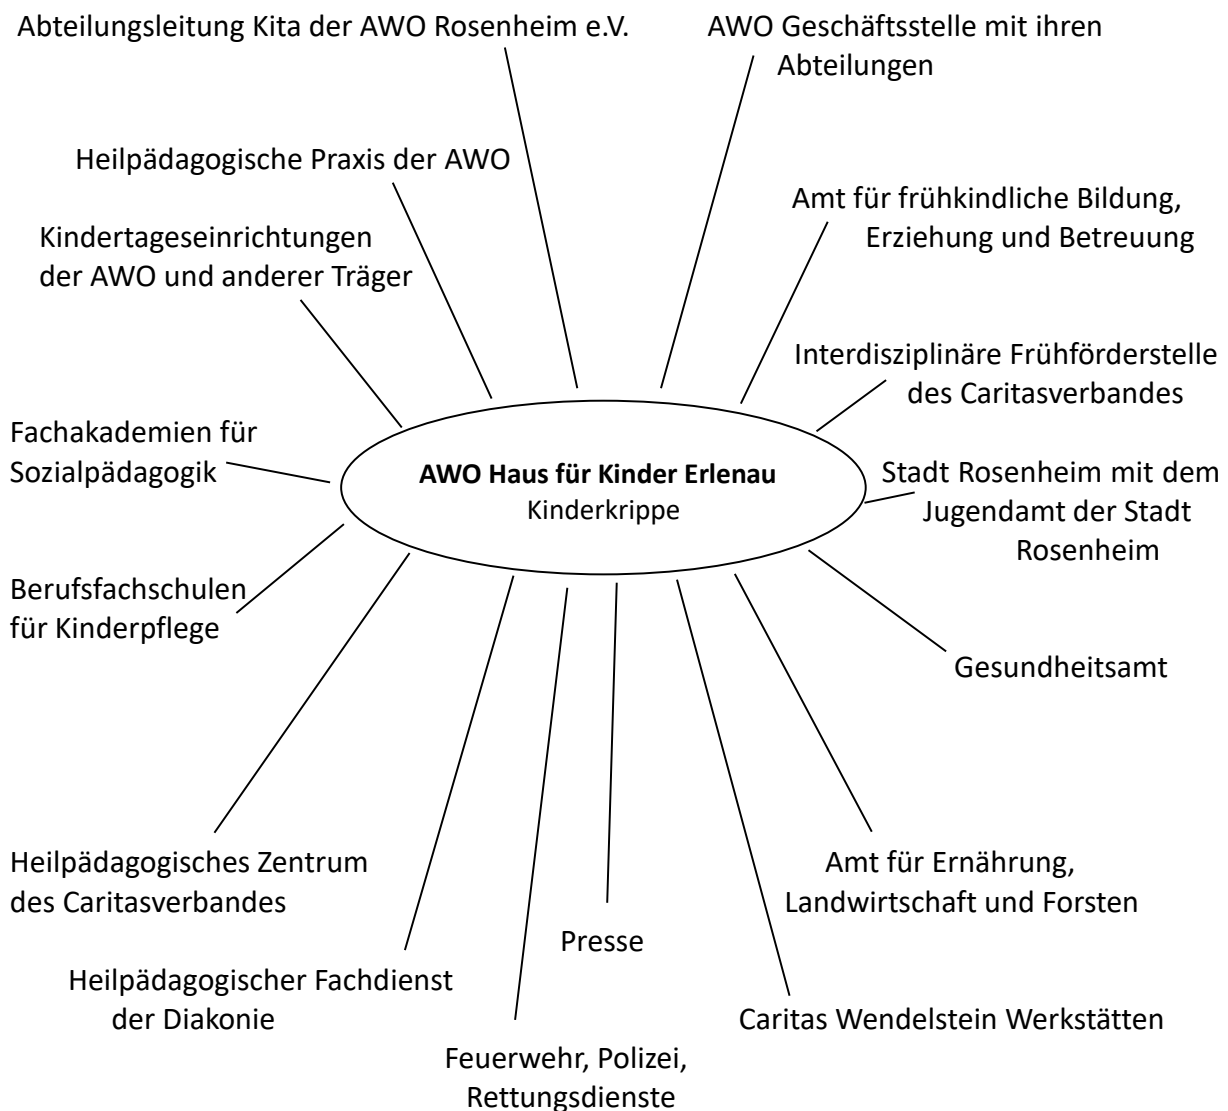 Abteilungsleitung Kita der AWO Rosenheim e.V.
AWO Geschäftsstelle mit ihren
Abteilungen
Heilpädagogische Praxis der AWO
Amt für frühkindliche Bildung,
Erziehung und Betreuung
Kindertageseinrichtungen
der AWO und anderer Träger
Interdisziplinäre Frühförderstelle
des Caritasverbandes
Fachakademien für
Sozialpädagogik
AWO Haus für Kinder Erlenau
Kinderkrippe
Stadt Rosenheim mit dem
Jugendamt der Stadt
Rosenheim
Berufsfachschulen
für Kinderpflege
Gesundheitsamt
Heilpädagogisches Zentrum
des Caritasverbandes
Amt für Ernährung,
Landwirtschaft und Forsten
Presse
Heilpädagogischer Fachdienst
der Diakonie
Caritas Wendelstein Werkstätten
Feuerwehr, Polizei,
Rettungsdienste